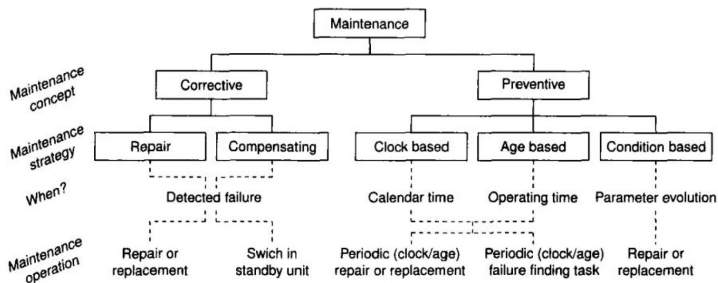 Maintenance
Maintenance
concept
Corrective
Preventive
Maintenance
strategy
Repair
Compensating
Clock based
Age based
Condition based
When?
Detected failure
Calendar time
Operating time
Parameter evolution
Maintenance
operation
Repair or
replacement
Swich in
standby unit
Periodic (clock/age)
repair or replacement
Periodic (clock/age)
failure finding task
Repair or
replacement